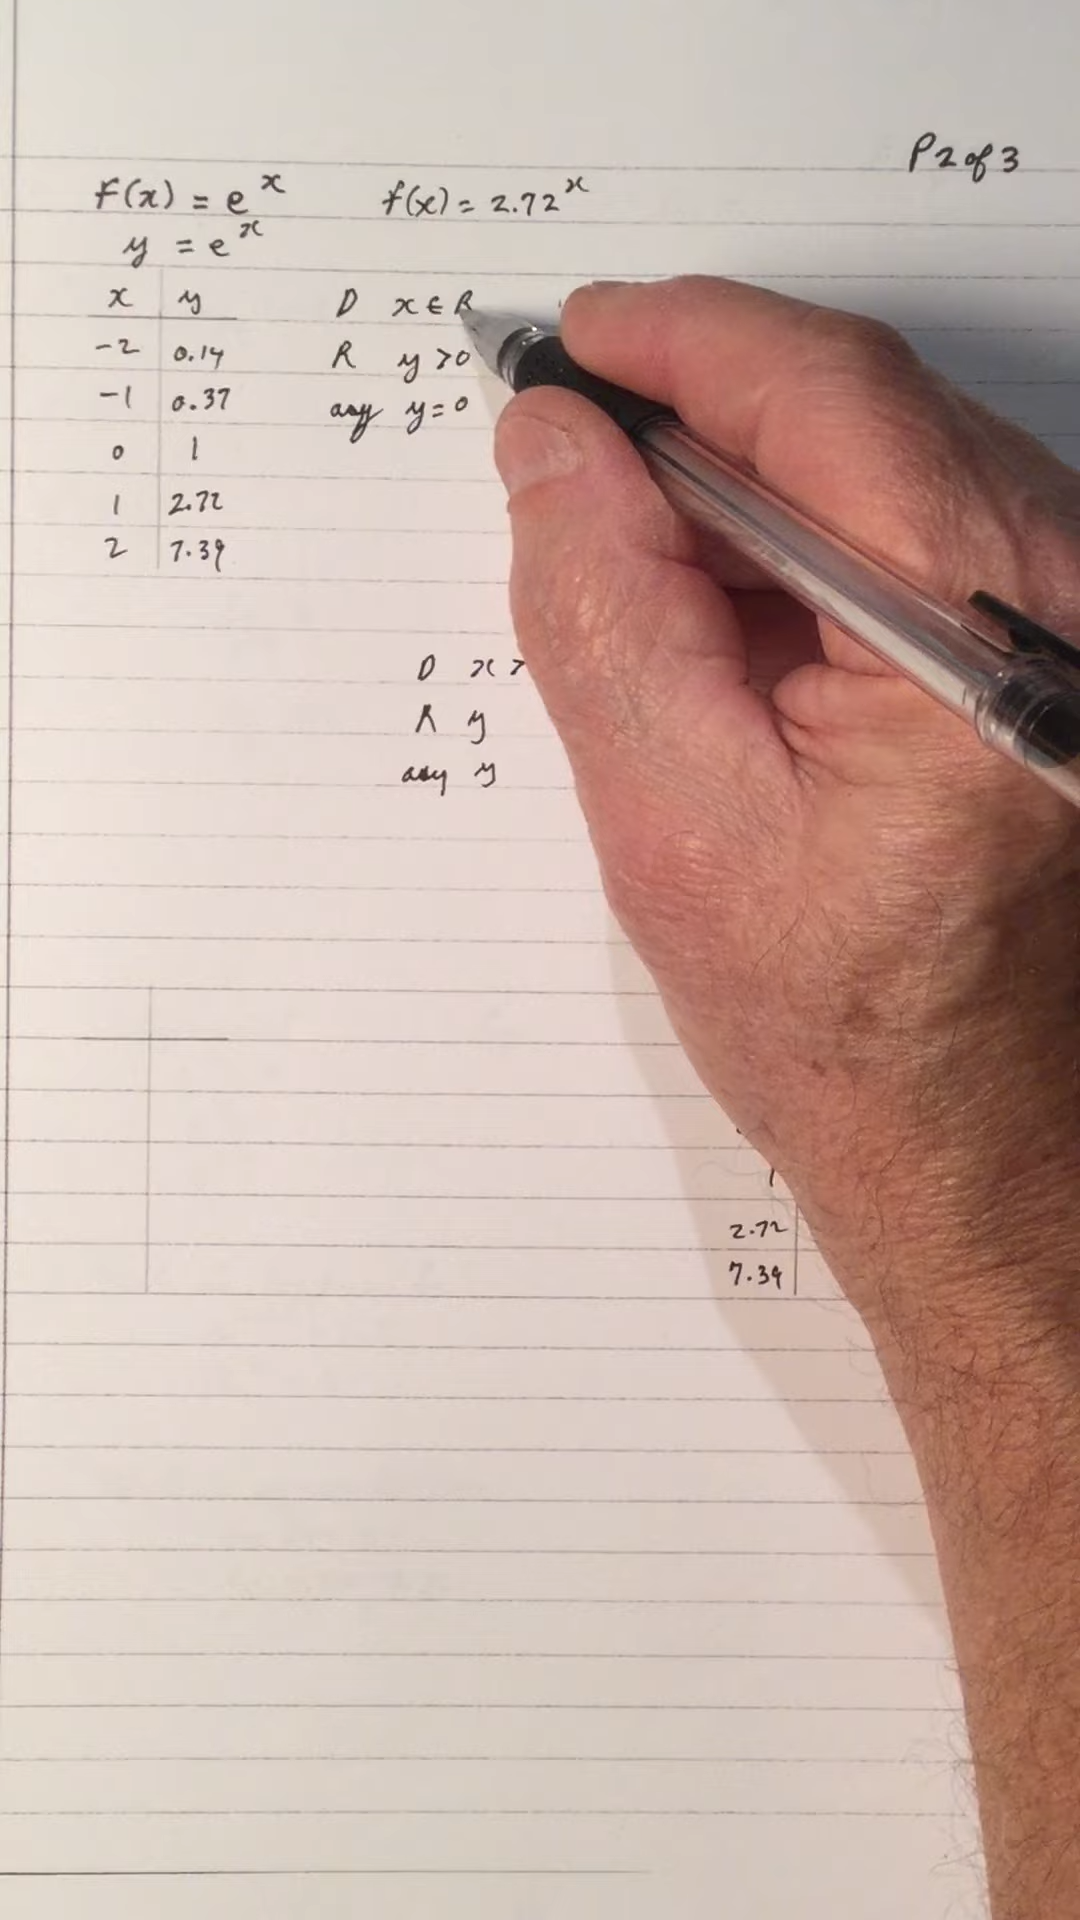 P2 of 3
f(x) = e^x f(x) = 2.72^x
y = e^x
x y D x ∈ R
-2 0.14 R y >0
-1 0.37 asy y = 0
0 1
1 2.72
2 7.39
D x >
R y
asy y
1
2.72
7.39